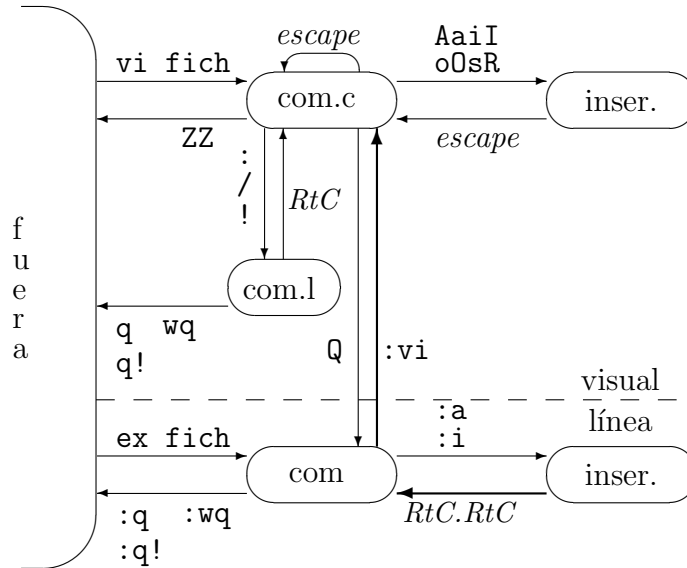 escape
AaiI
oOsR
vi fich
com.c
inser.
ZZ
escape
:
/
!
RtC
f
u
e
r
a
com.l
q wq
q!
Q :vi
visual
línea
:a
:i
ex fich
com
inser.
:q :wq
:q!
RtC.RtC